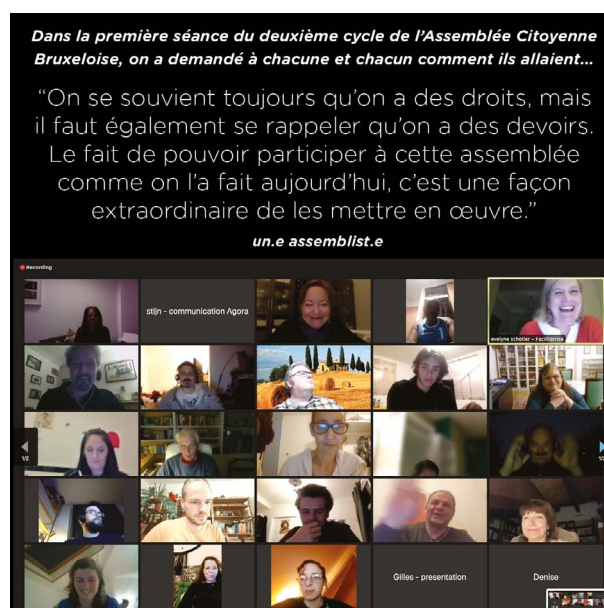 Dans la première séance du deuxième cycle de l'Assemblée Citoyenne
Bruxeloise, on a demandé à chacune et chacun comment ils allaient...
“On se souvient toujours qu'on a des droits, mais
il faut également se rappeler qu'on a des devoirs.
Le fait de pouvoir participer à cette assemblée
comme on l'a fait aujourd'hui, c'est une façon
extraordinaire de les mettre en œuvre.”
un.e assemblist.e
Recording
stijn - communication Agora
evelyne scholler - Facilitatrice
1/2
1/2
Gilles - presentation
Denise